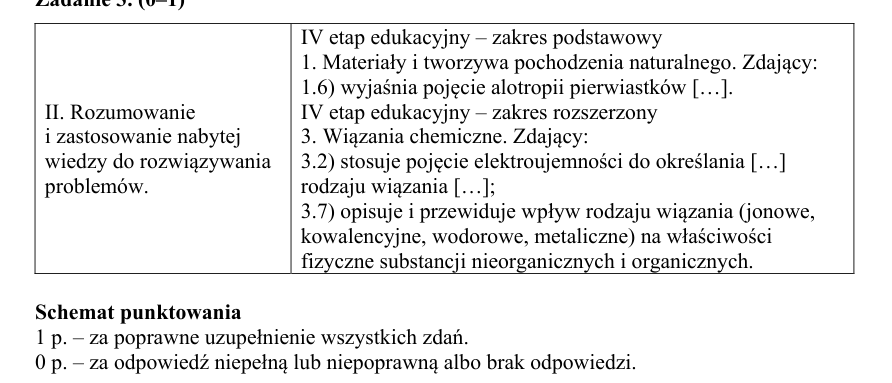 Zadanie 5. (0–1)
IV etap edukacyjny – zakres podstawowy
1. Materiały i tworzywa pochodzenia naturalnego. Zdający:
1.6) wyjaśnia pojęcie alotropii pierwiastków […].
IV etap edukacyjny – zakres rozszerzony
II. Rozumowanie
i zastosowanie nabytej
wiedzy do rozwiązywania
problemów.
3. Wiązania chemiczne. Zdający:
3.2) stosuje pojęcie elektroujemności do określania […]
rodzaju wiązania […];
3.7) opisuje i przewiduje wpływ rodzaju wiązania (jonowe,
kowalencyjne, wodorowe, metaliczne) na właściwości
fizyczne substancji nieorganicznych i organicznych.
Schemat punktowania
1 p. – za poprawne uzupełnienie wszystkich zdań.
0 p. – za odpowiedź niepełną lub niepoprawną albo brak odpowiedzi.